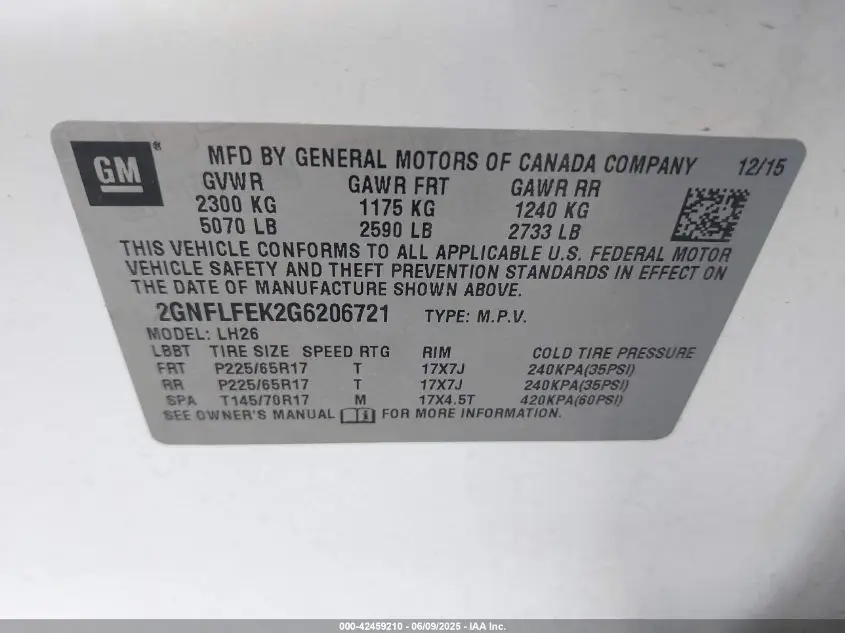 GM® MFD BY GENERAL MOTORS OF CANADA COMPANY 12/15
GVWR GAWR FRT GAWR RR
2300 KG 1175 KG 1240 KG
5070 LB 2590 LB 2733 LB
THIS VEHICLE CONFORMS TO ALL APPLICABLE U.S. FEDERAL MOTOR
VEHICLE SAFETY AND THEFT PREVENTION STANDARDS IN EFFECT ON
THE DATE OF MANUFACTURE SHOWN ABOVE.
2GNFLFEK2G6206721 TYPE: M.P.V.
MODEL: LH26
LBBT TIRE SIZE SPEED RTG RIM COLD TIRE PRESSURE
FRT P225/65R17 T 17X7J 240KPA(35PSI)
RR P225/65R17 T 17X7J 240KPA(35PSI)
SPA T145/70R17 M 17X4.5T 420KPA(60PSI)
SEE OWNER'S MANUAL FOR MORE INFORMATION.
000-42459210 - 06/09/2025 - IAA Inc.